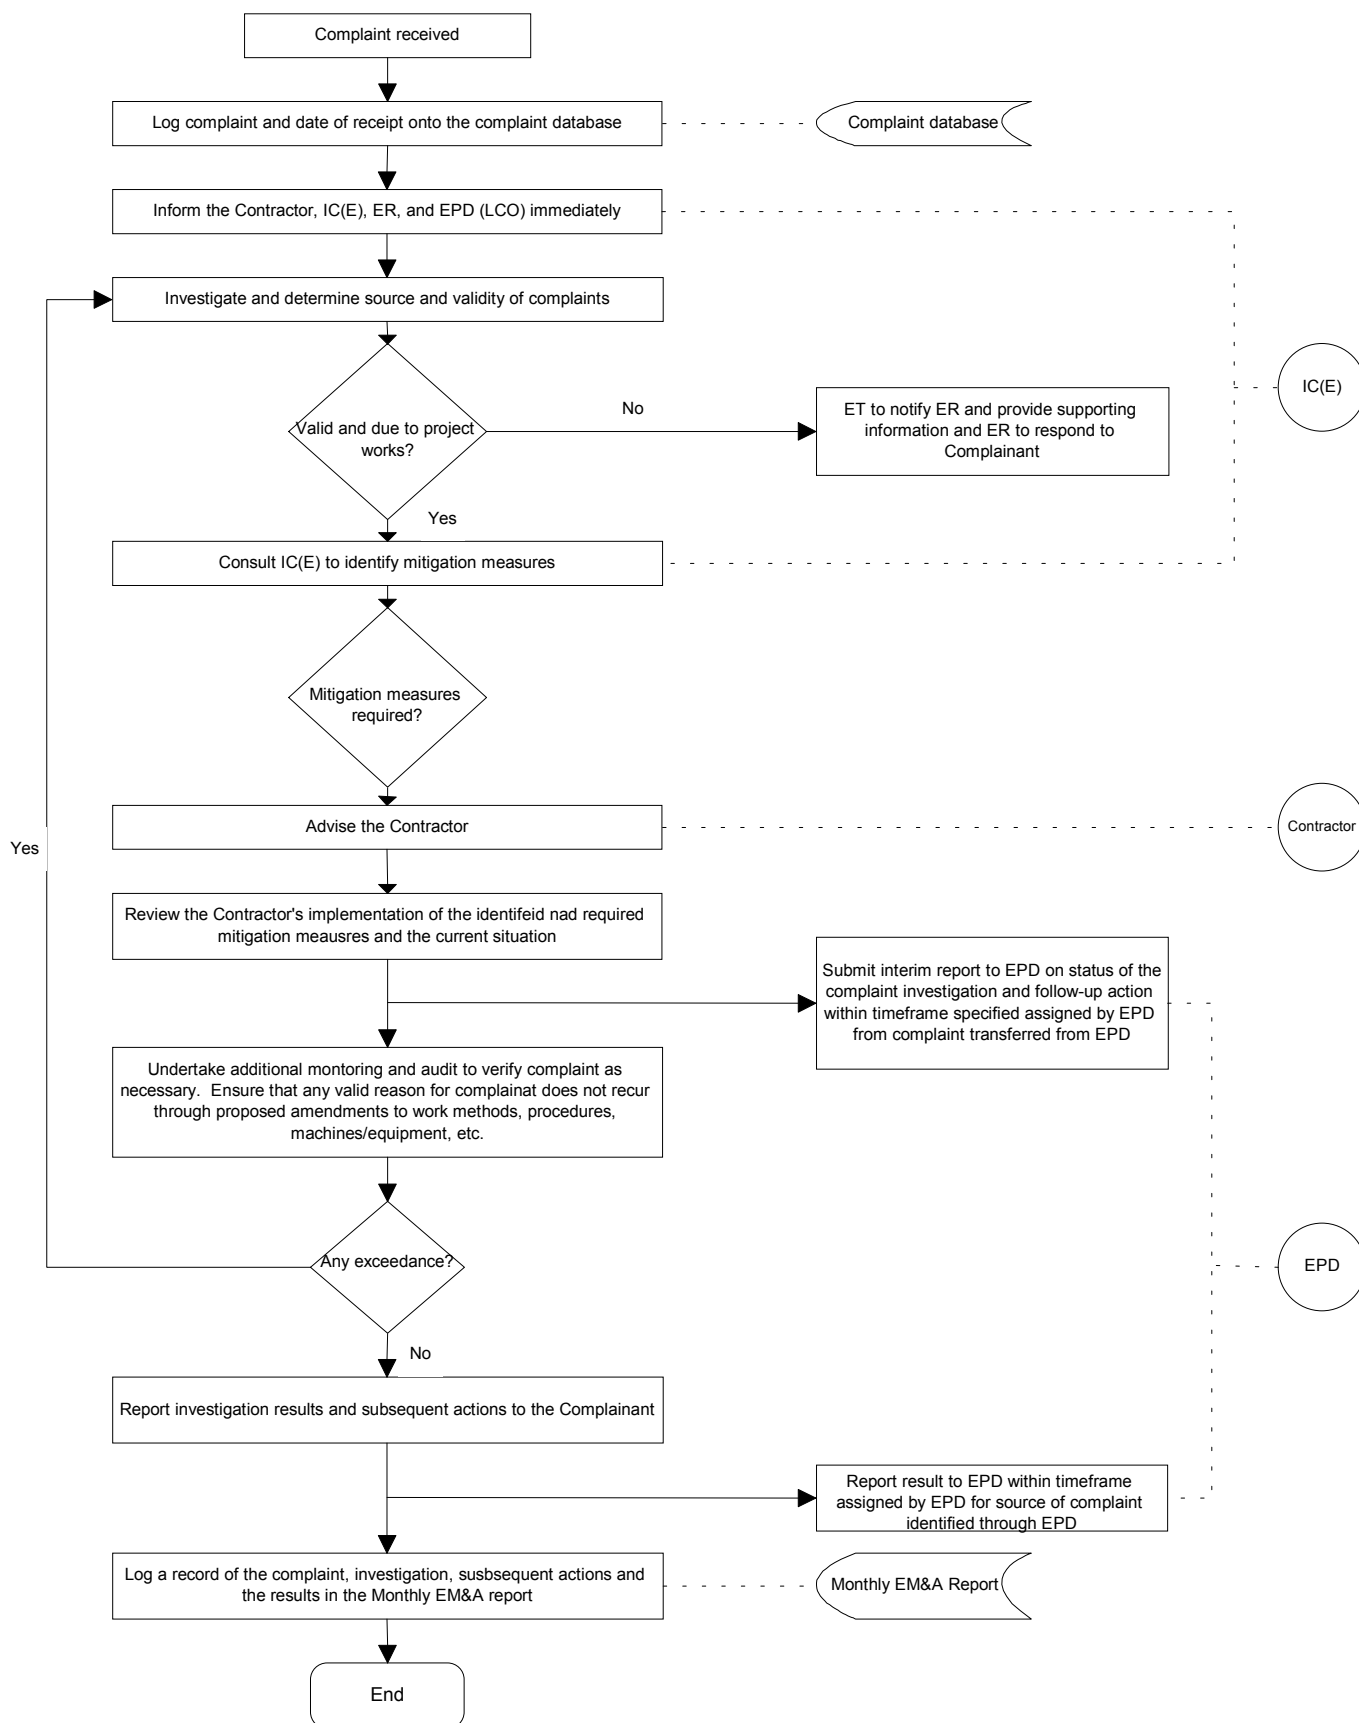 Complaint received
Log complaint and date of receipt onto the complaint database
Complaint database
Inform the Contractor, IC(E), ER, and EPD (LCO) immediately
Investigate and determine source and validity of complaints
IC(E)
No
ET to notify ER and provide supporting
information and ER to respond to
Complainant
Valid and due to project
works?
Yes
Consult IC(E) to identify mitigation measures
Mitigation measures
required?
Advise the Contractor
Contractor
Yes
Review the Contractor's implementation of the identifeid nad required
mitigation meausres and the current situation
Submit interim report to EPD on status of the
complaint investigation and follow-up action
within timeframe specified assigned by EPD
from complaint transferred from EPD
Undertake additional montoring and audit to verify complaint as
necessary.  Ensure that any valid reason for complainat does not recur
through proposed amendments to work methods, procedures,
machines/equipment, etc.
Any exceedance?
EPD
No
Report investigation results and subsequent actions to the Complainant
Report result to EPD within timeframe
assigned by EPD for source of complaint
identified through EPD
Log a record of the complaint, investigation, susbsequent actions and
the results in the Monthly EM&A report
Monthly EM&A Report
End